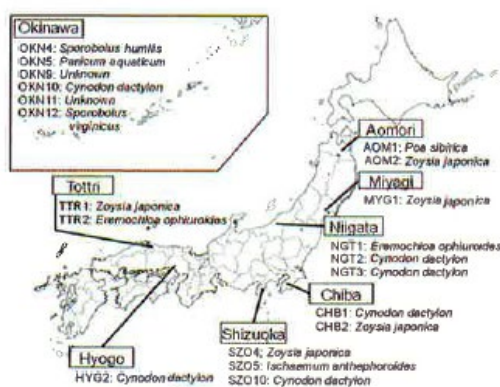 Okinawa
OKN4: Sporobolus humilis
OKN5: Panicum aquaticum
OKN9: Unknown
OKN10: Cynodon dactylon
OKN11: Unknown
OKN12: Sporobolus
virginicus
Aomori
AOM1: Poa sibirica
AOM2: Zoysia japonica
Miyagi
MYG1: Zoysia japonica
Tottri
TTR1: Zoysia japonica
TTR2: Eremochloa ophiuroides
Niigata
NGT1: Eremochloa ophiuroides
NGT2: Cynodon dactylon
NGT3: Cynodon dactylon
Chiba
CHB1: Cynodon dactylon
CHB2: Zoysia japonica
Shizuoka
SZO4; Zoysia japonica
SZO5: Ischaemum anthephoroides
SZO10: Cynodon dactylon
Hyogo
HYG2: Cynodon dactylon